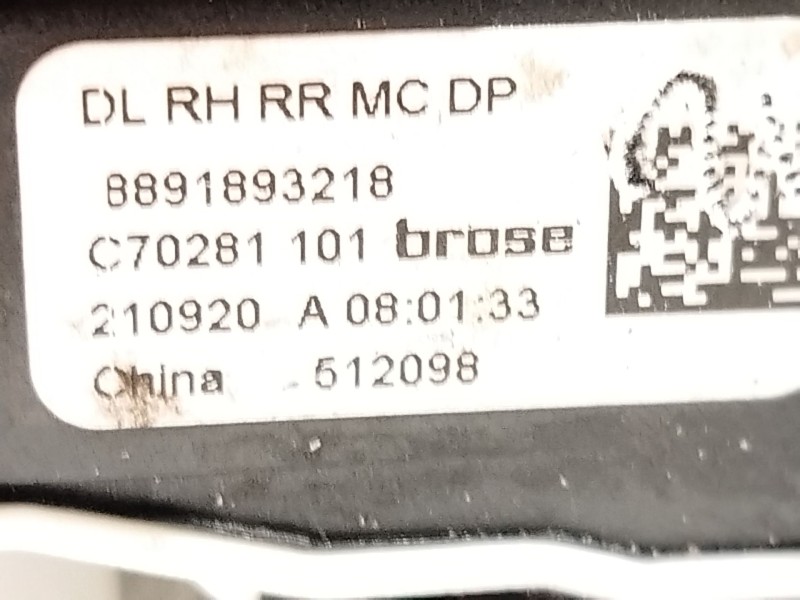 DL RH RR MC DP
8891893218
C70281 101 brose
210920 A 08:01:33
China 512098